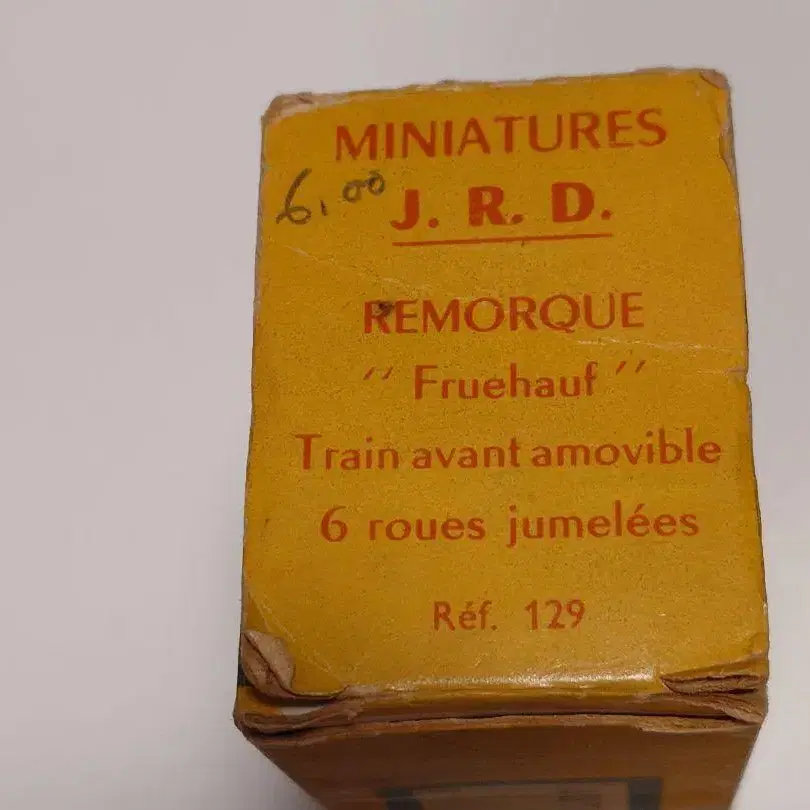 MINIATURES
6,00
J. R. D.
REMORQUE
" Fruehauf "
Train avant amovible
6 roues jumelées
Réf. 129